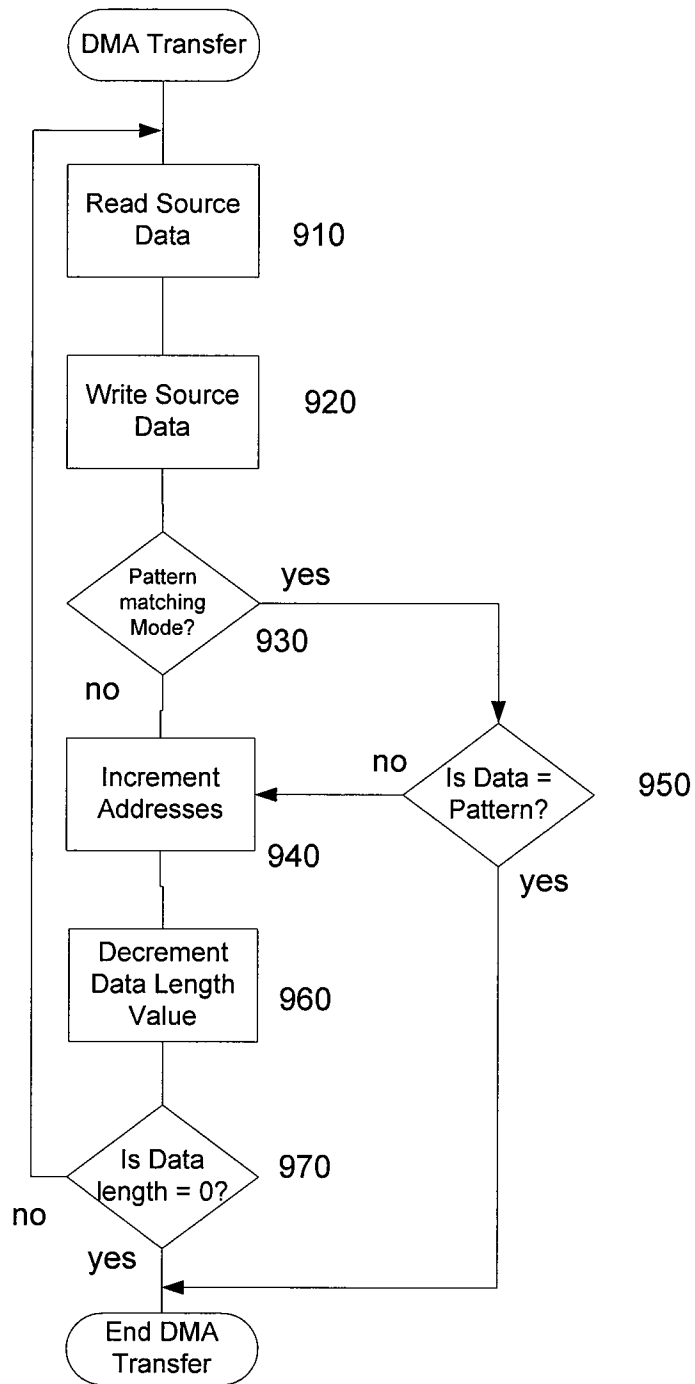 DMA Transfer
Read Source
Data
910
Write Source
Data
920
Pattern
matching
Mode?
yes
930
no
Increment
Addresses
940
no
Is Data =
Pattern?
950
yes
Decrement
Data Length
Value
960
Is Data
length = 0?
970
no
yes
End DMA
Transfer